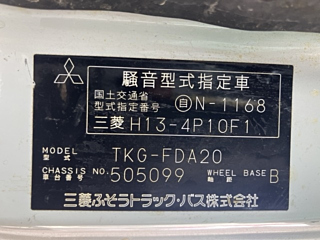 騒音型式指定車
国土交通省
型式指定番号 自N-1168
三菱 H13-4P10F1
MODEL 型式 TKG-FDA20
CHASSIS NO. 車台番号 505099 WHEEL BASE 軸距 B
三菱ふそうトラック・バス株式会社